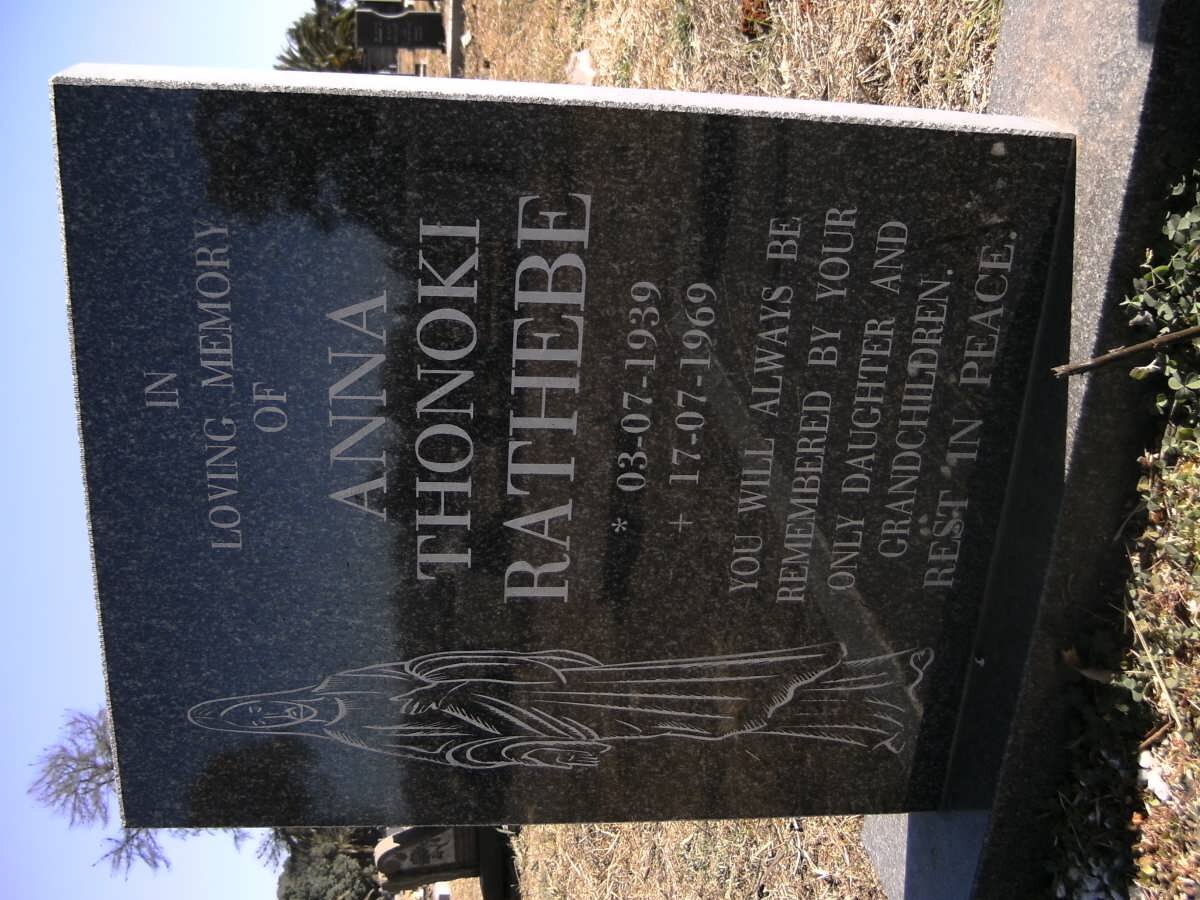 IN
LOVING MEMORY
OF
ANNA
THONOKI
RATHEBE
* 03-07-1939
+ 17-07-1969
YOU WILL ALWAYS BE
REMEMBERED BY YOUR
ONLY DAUGHTER AND
GRANDCHILDREN.
REST IN PEACE.